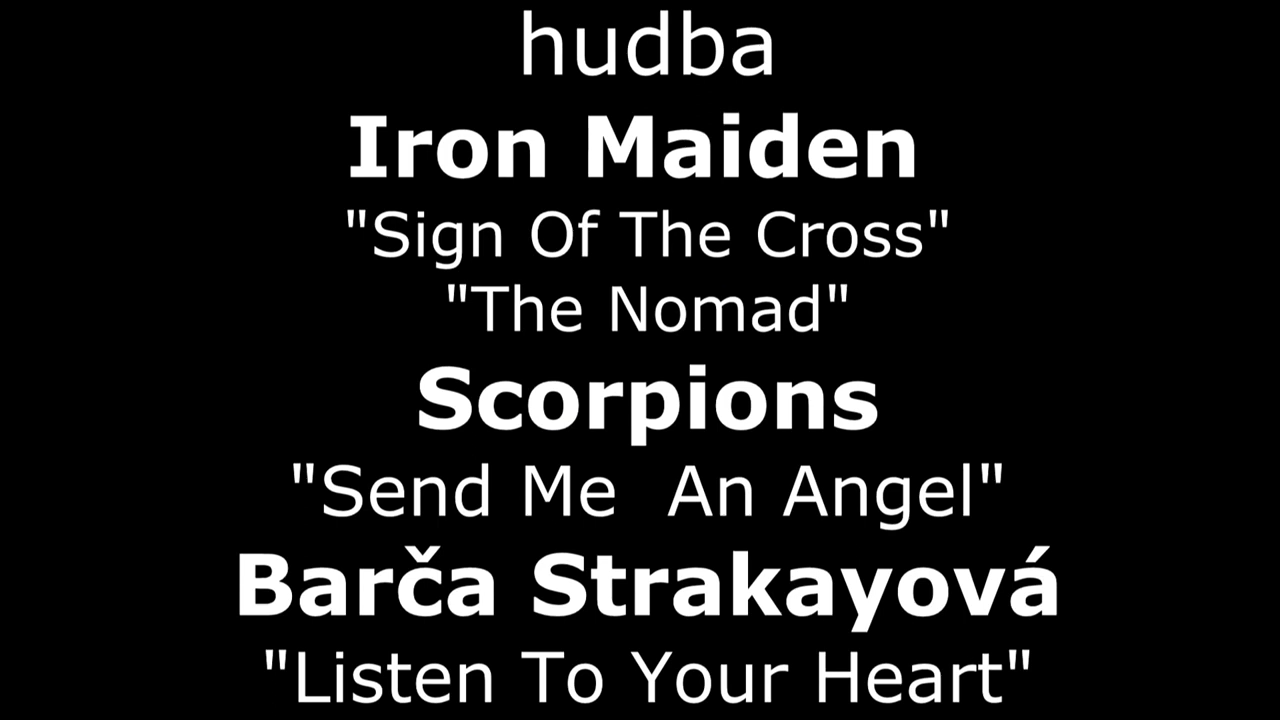 hudba
Iron Maiden
"Sign Of The Cross"
"The Nomad"
Scorpions
"Send Me  An Angel"
Barča Strakayová
"Listen To Your Heart"